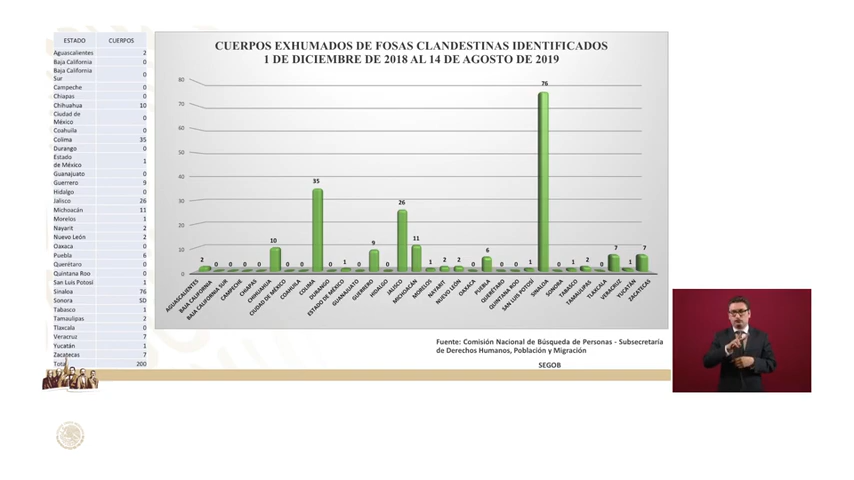 ESTADO CUERPOS
Aguascalientes 2
Baja California 0
Baja California
Sur 0
Campeche 0
Chiapas 0
Chihuahua 10
Ciudad de
México 0
Coahuila 0
Colima 35
Durango 0
Estado
de México 1
Guanajuato 0
Guerrero 9
Hidalgo 0
Jalisco 26
Michoacán 11
Morelos 1
Nayarit 2
Nuevo León 2
Oaxaca 0
Puebla 6
Querétaro 0
Quintana Roo 0
San Luis Potosí 1
Sinaloa 76
Sonora SD
Tabasco 1
Tamaulipas 2
Tlaxcala 0
Veracruz 7
Yucatán 1
Zacatecas 7
Total 200
CUERPOS EXHUMADOS DE FOSAS CLANDESTINAS IDENTIFICADOS
1 DE DICIEMBRE DE 2018 AL 14 DE AGOSTO DE 2019
80
70
60
50
40
30
20
10
0
2 0 0 0 0 10 0 0 35 0 1 0 9 0 26 11 1 2 2 0 6 0 0 1 76 0 1 2 0 7 1 7
AGUASCALIENTES
BAJA CALIFORNIA
BAJA CALIFORNIA SUR
CAMPECHE
CHIAPAS
CHIHUAHUA
CIUDAD DE MÉXICO
COAHUILA
COLIMA
DURANGO
ESTADO DE MÉXICO
GUANAJUATO
GUERRERO
HIDALGO
JALISCO
MICHOACÁN
MORELOS
NAYARIT
NUEVO LEÓN
OAXACA
PUEBLA
QUERÉTARO
QUINTANA ROO
SAN LUIS POTOSÍ
SINALOA
SONORA
TABASCO
TAMAULIPAS
TLAXCALA
VERACRUZ
YUCATÁN
ZACATECAS
Fuente: Comisión Nacional de Búsqueda de Personas - Subsecretaría
de Derechos Humanos, Población y Migración
SEGOB